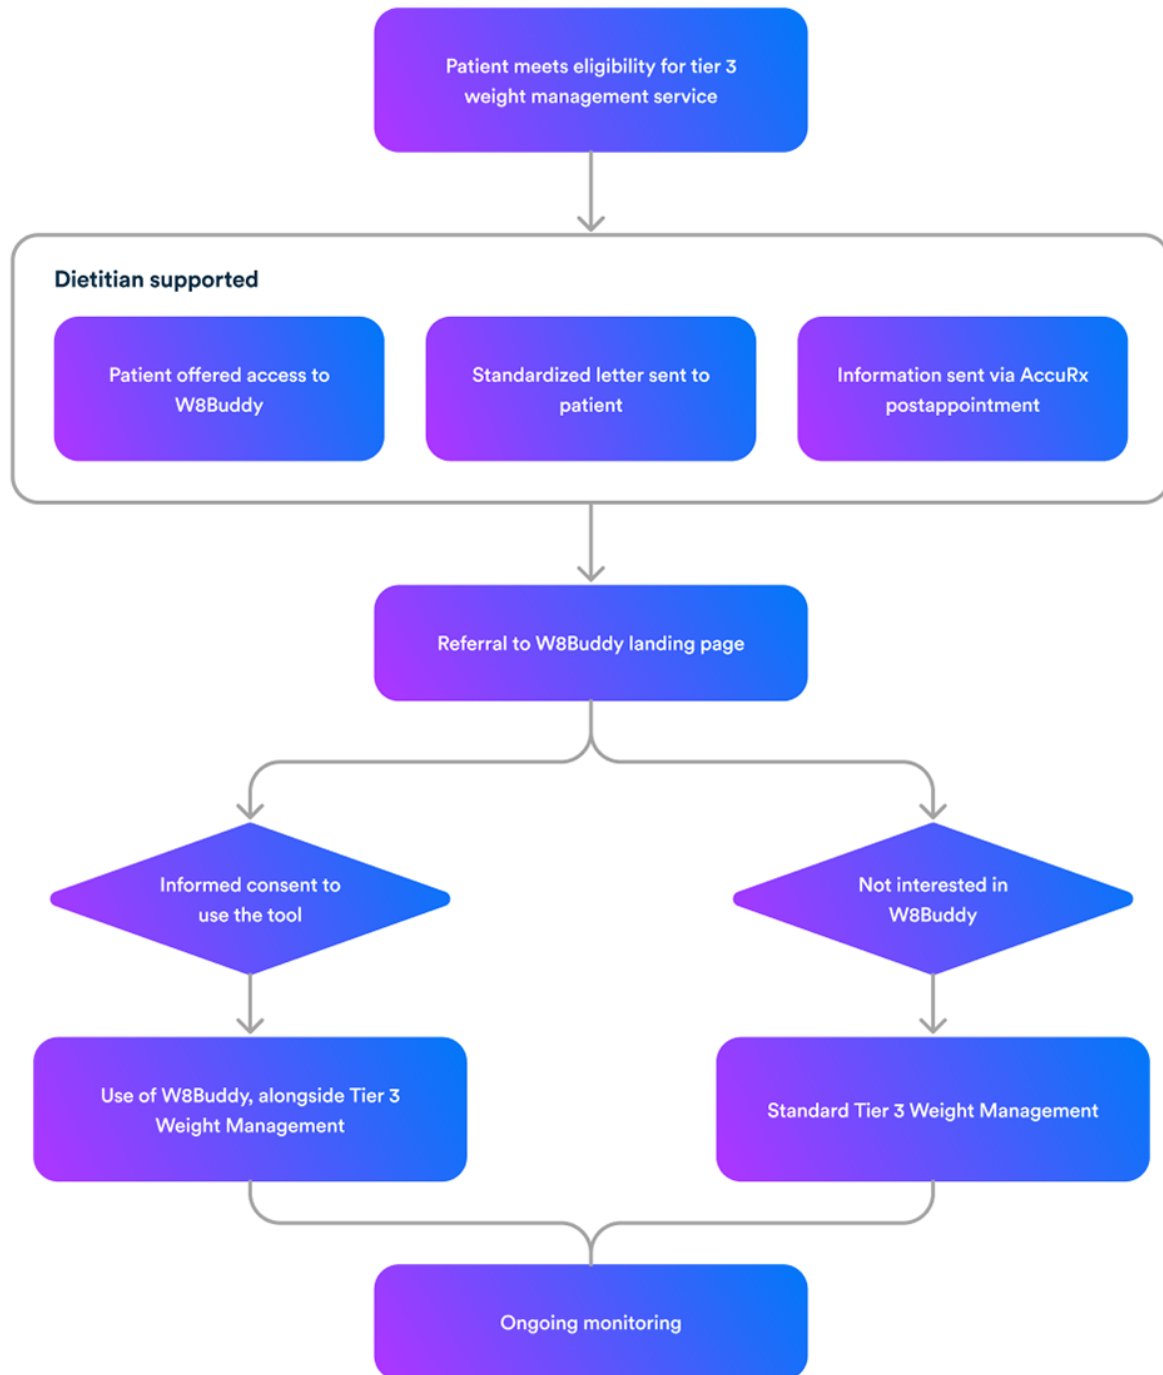 Patient meets eligibility for tier 3
weight management service
Dietitian supported
Patient offered access to
W8Buddy
Standardized letter sent to
patient
Information sent via AccuRx
postappointment
Referral to W8Buddy landing page
Informed consent to
use the tool
Not interested in
W8Buddy
Use of W8Buddy, alongside Tier 3
Weight Management
Standard Tier 3 Weight Management
Ongoing monitoring